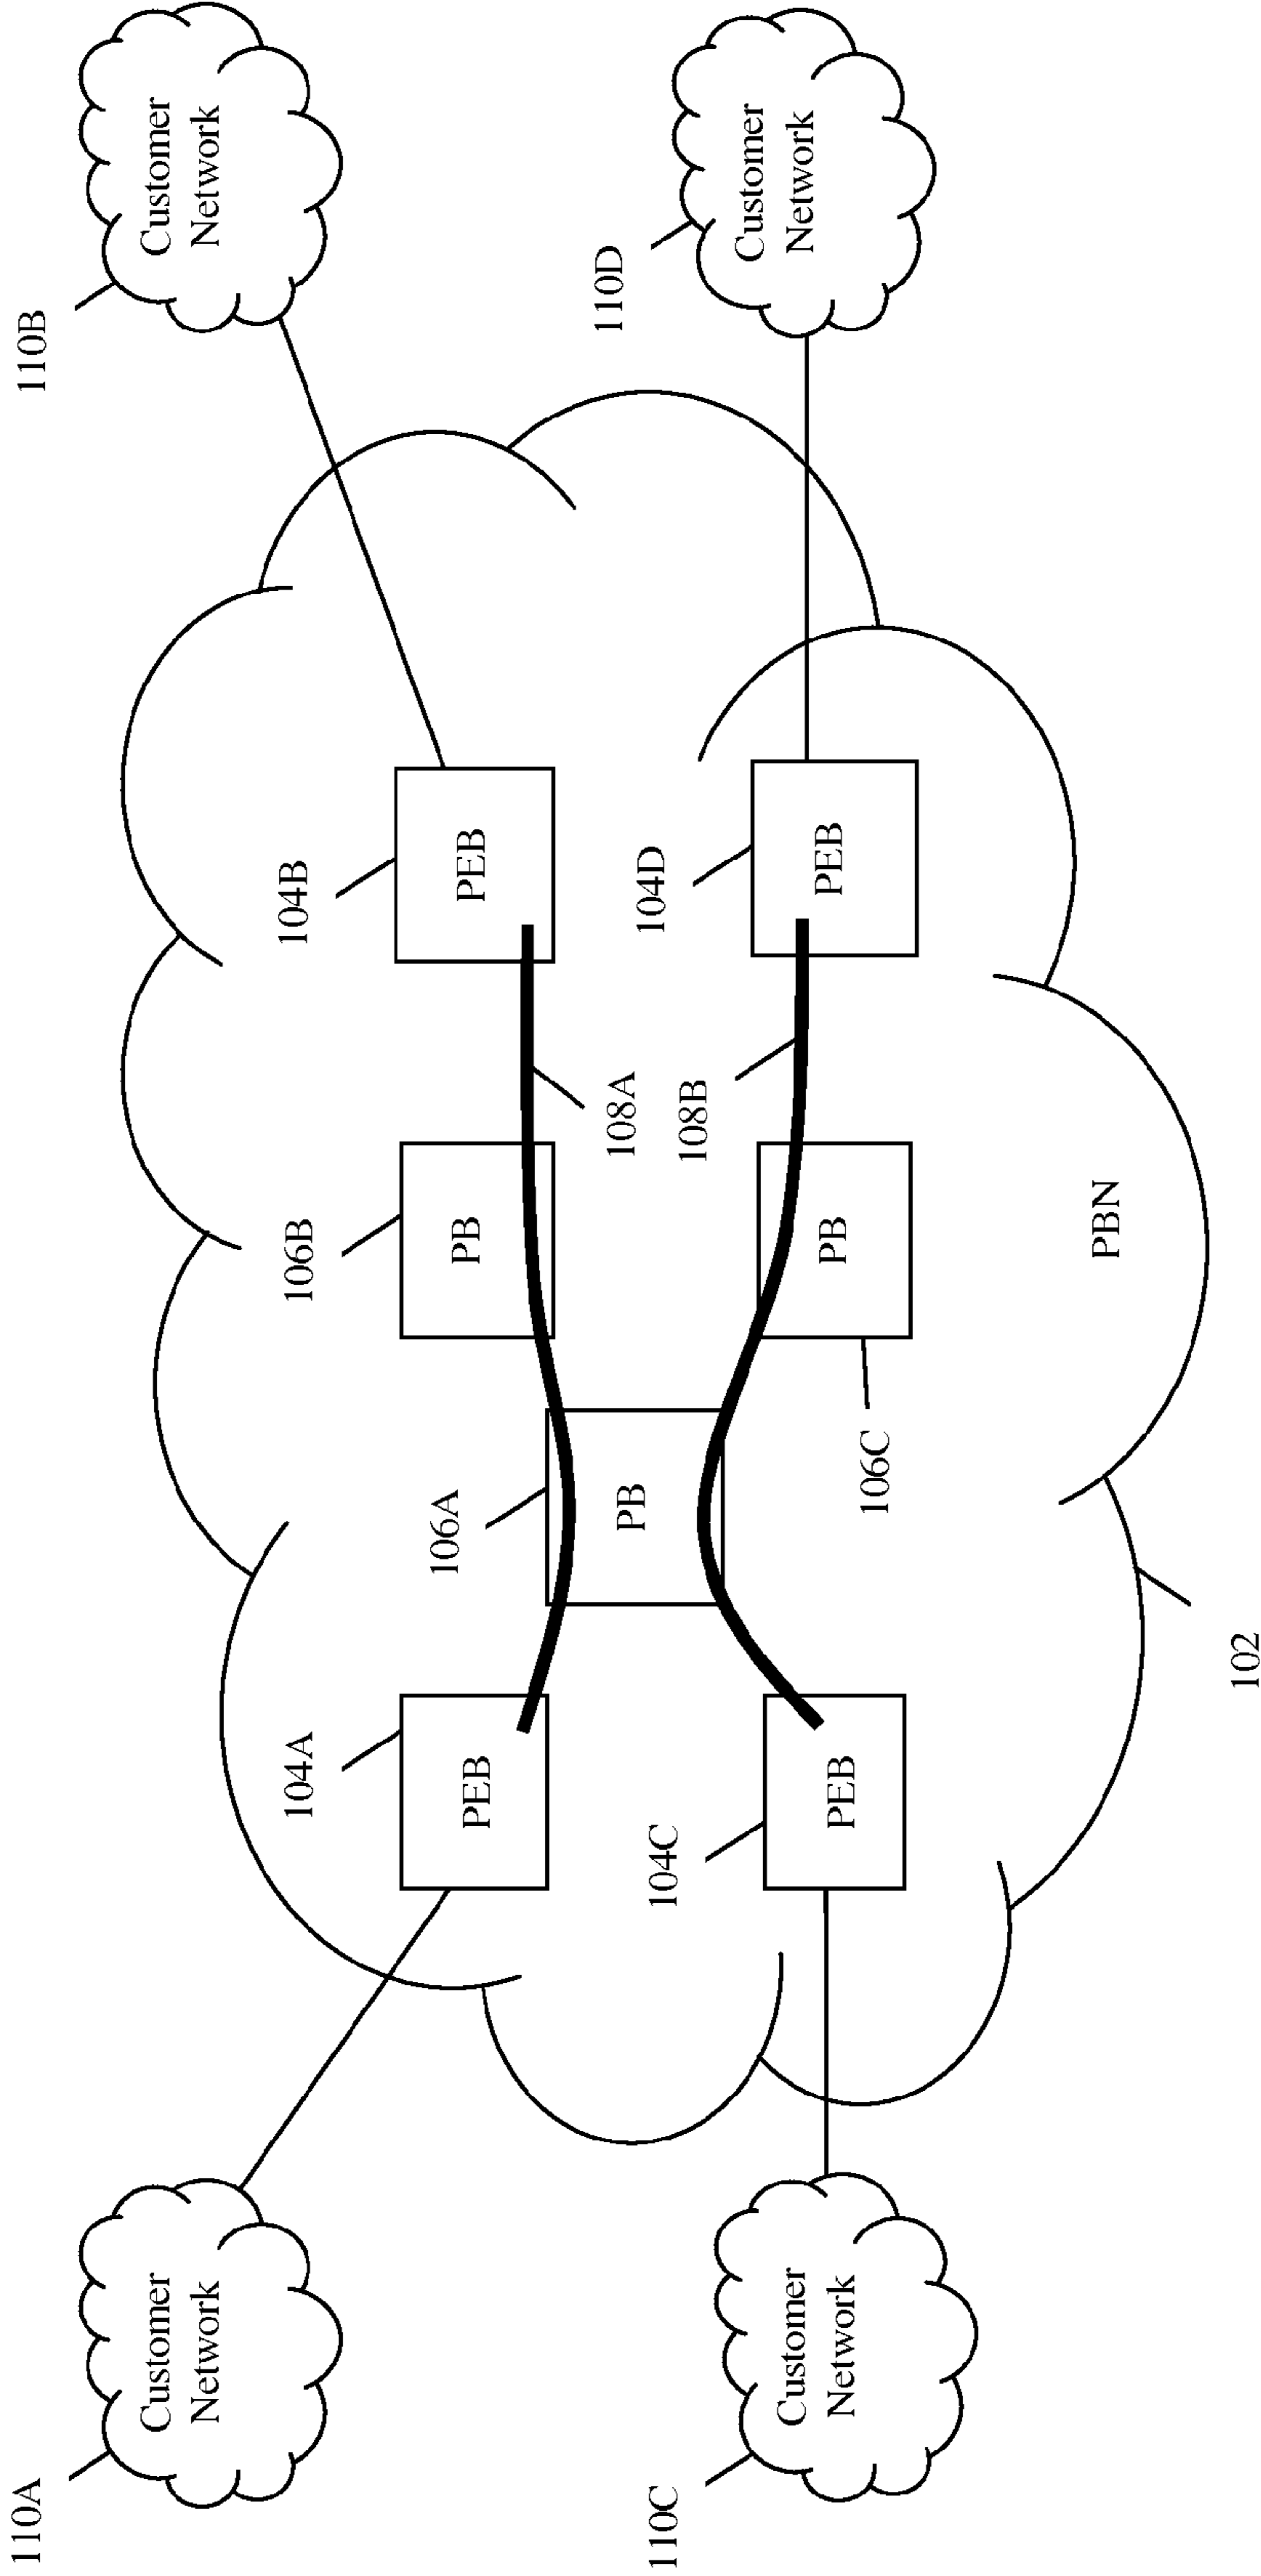 110A
Customer
Network
110B
Customer
Network
104A
PEB
106A
PB
106B
PB
104B
PEB
108A
108B
110C
Customer
Network
104C
PEB
106C
PB
104D
PEB
110D
Customer
Network
PBN
102